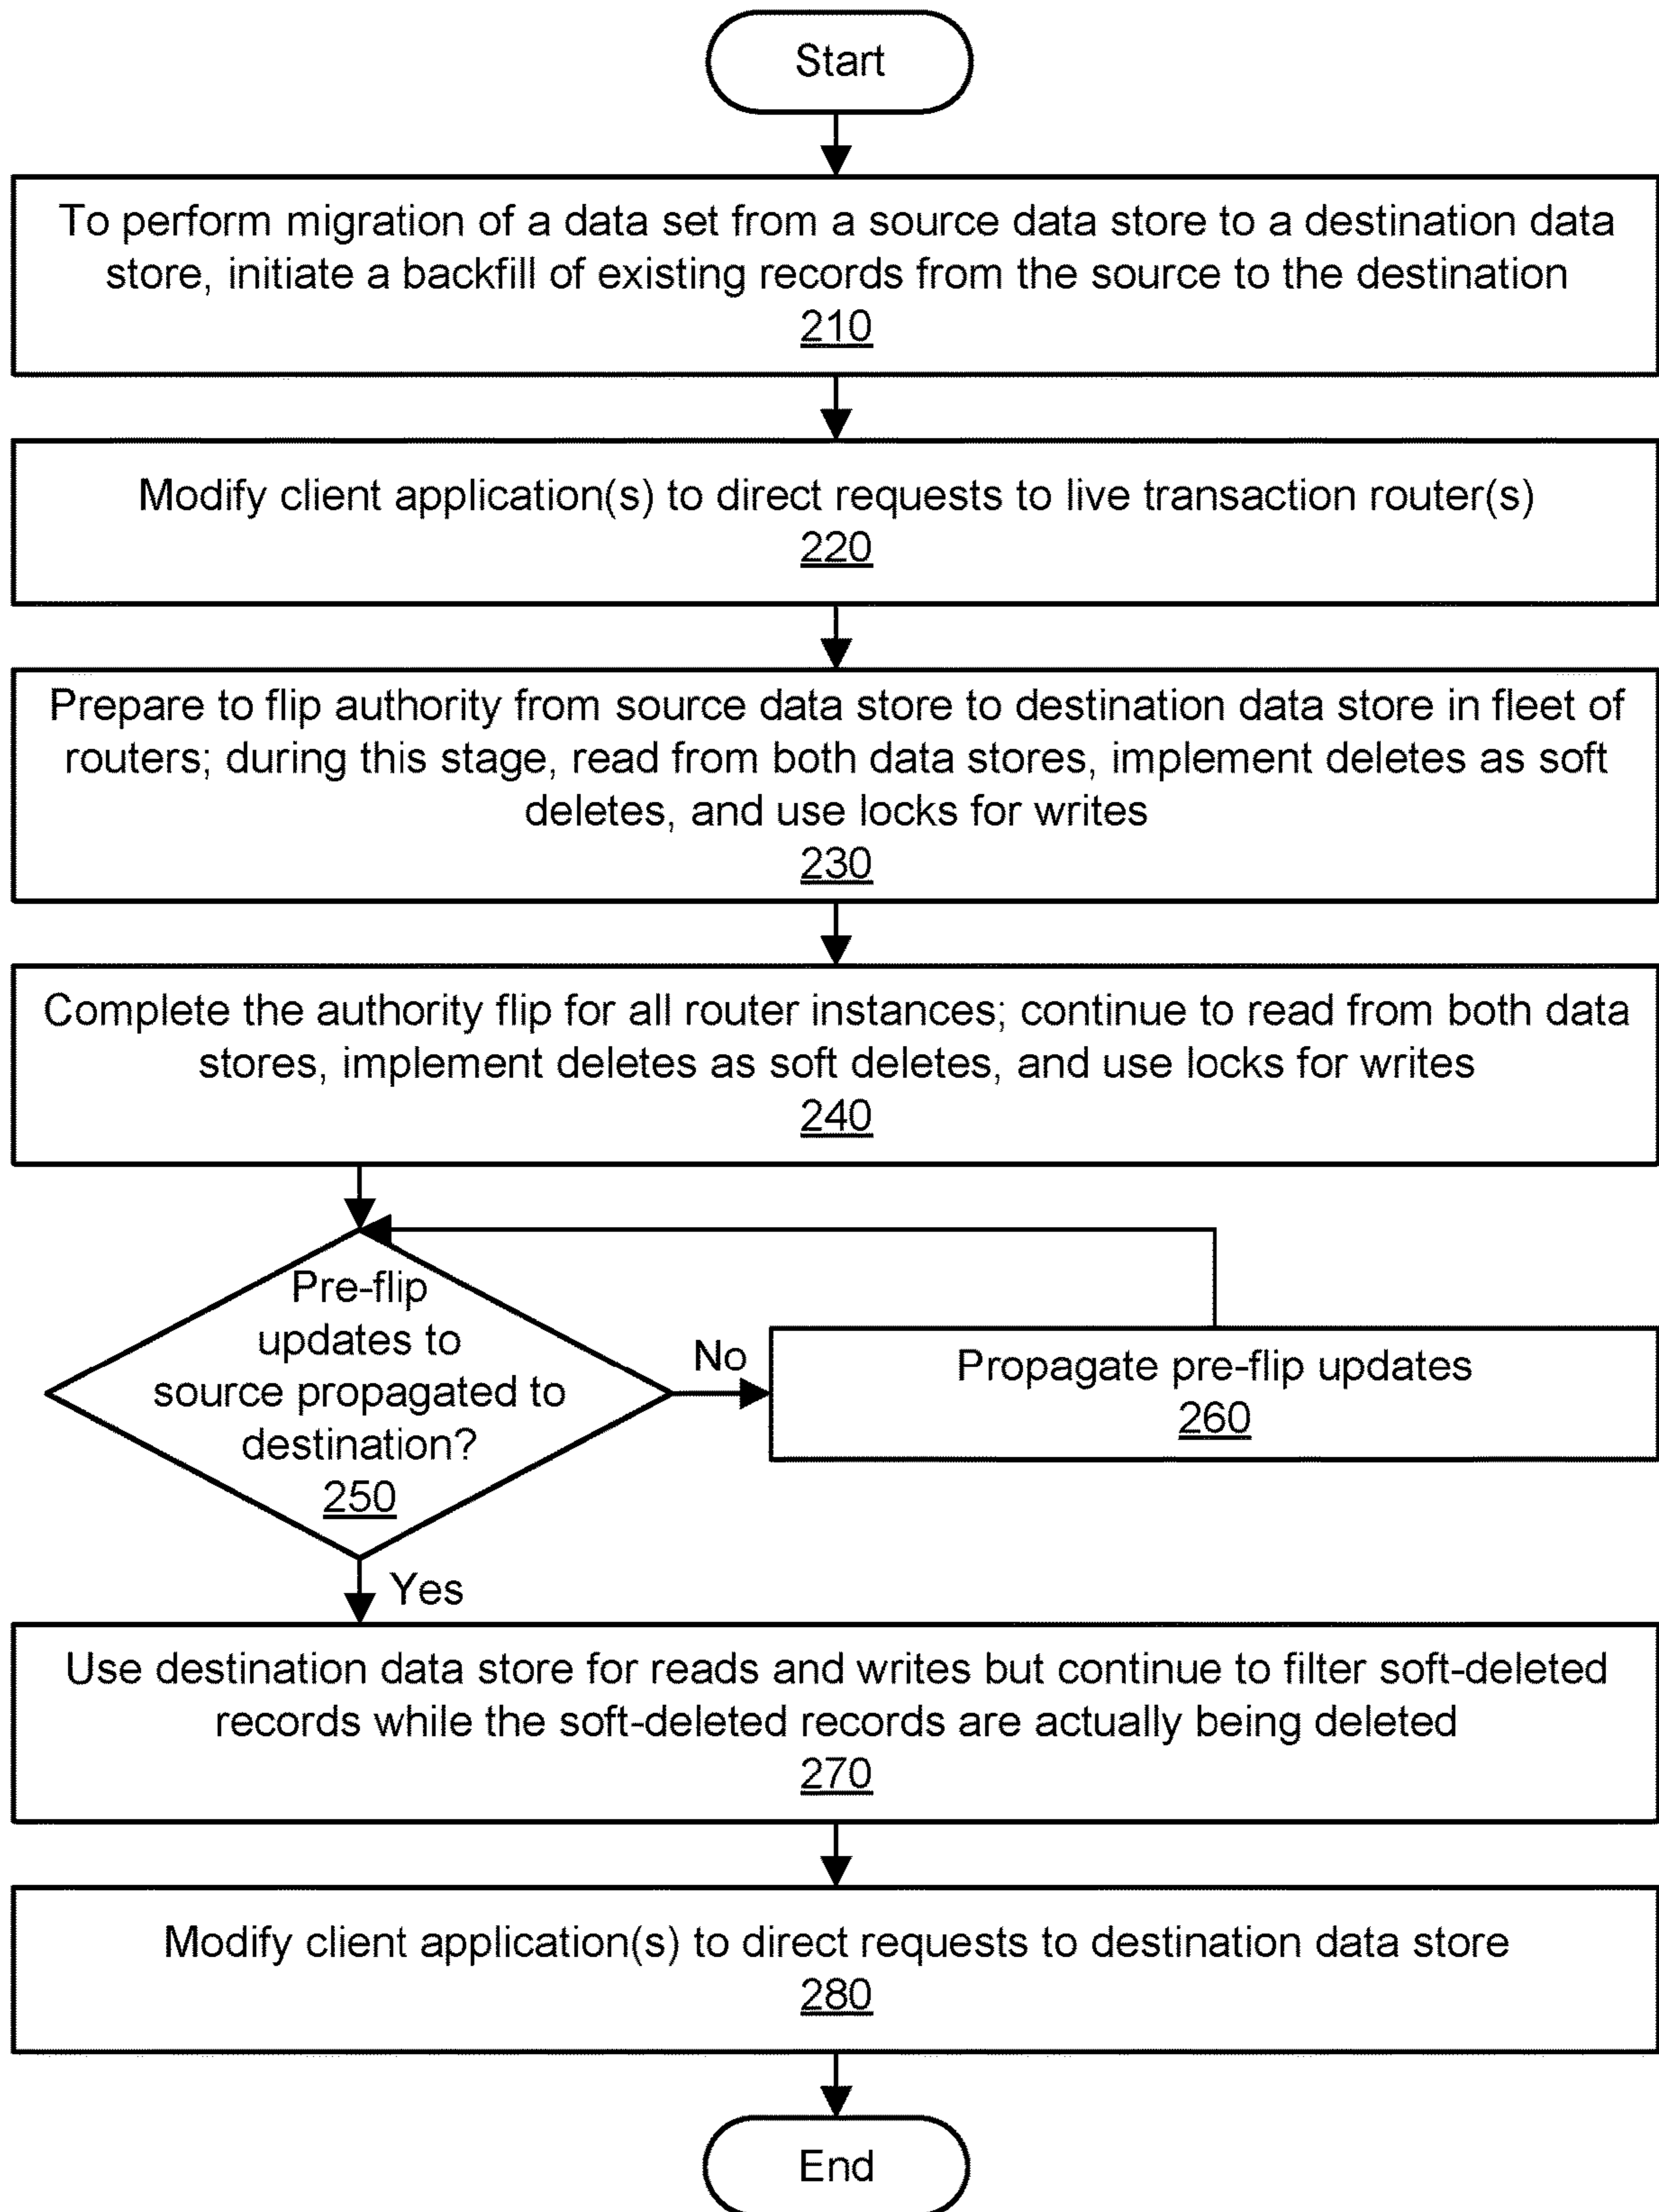 Start
To perform migration of a data set from a source data store to a destination data
store, initiate a backfill of existing records from the source to the destination
210
Modify client application(s) to direct requests to live transaction router(s)
220
Prepare to flip authority from source data store to destination data store in fleet of
routers; during this stage, read from both data stores, implement deletes as soft
deletes, and use locks for writes
230
Complete the authority flip for all router instances; continue to read from both data
stores, implement deletes as soft deletes, and use locks for writes
240
Pre-flip
updates to
source propagated to
destination?
250
No
Propagate pre-flip updates
260
Yes
Use destination data store for reads and writes but continue to filter soft-deleted
records while the soft-deleted records are actually being deleted
270
Modify client application(s) to direct requests to destination data store
280
End